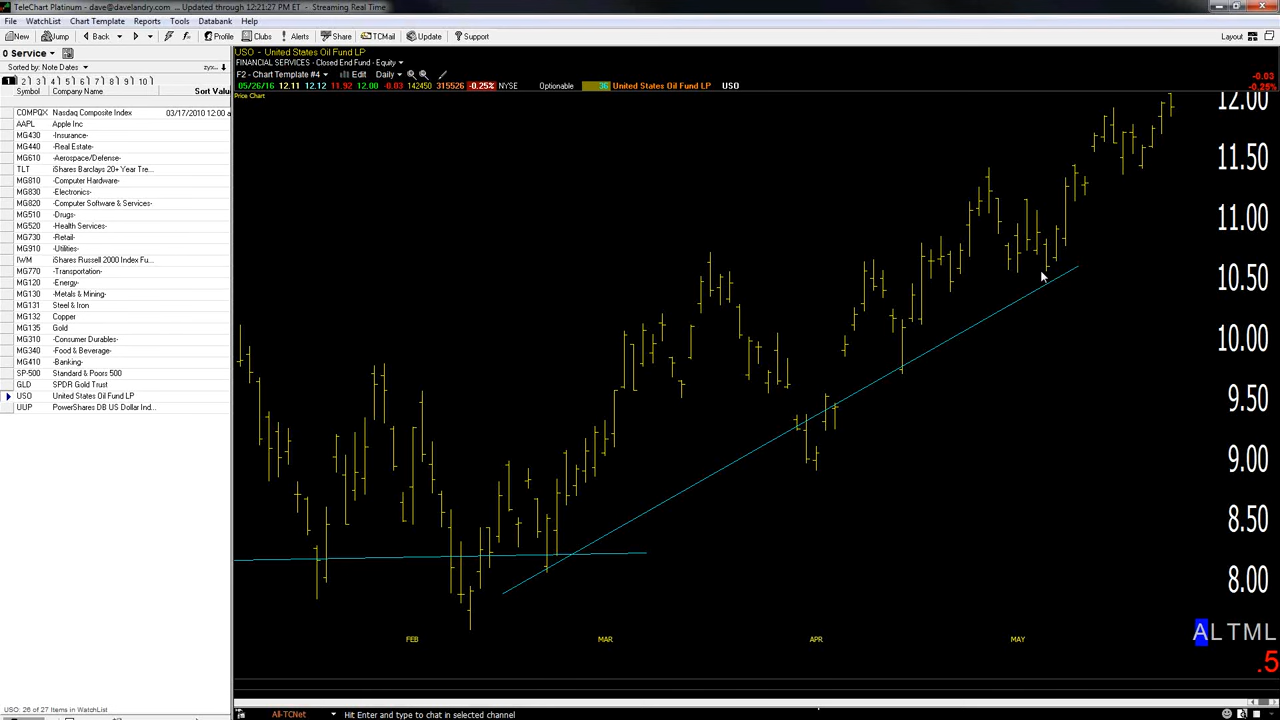 TeleChart Platinum - dave@davelandry.com ... Updated through 12:21:27 PM ET - Streaming Real Time
File WatchList Chart Template Reports Tools Databank Help
New Jump Back Profile Clubs Alerts Share TCMail Update Support Layout
0 Service
Sorted by: Note Dates zyx...
1 2 3 4 5 6 7 8 9 10
Symbol Company Name Sort Value
COMPQX Nasdaq Composite Index 03/17/2010 12:00 a
AAPL Apple Inc
MG430 -Insurance-
MG440 -Real Estate-
MG610 -Aerospace/Defense-
TLT iShares Barclays 20+ Year Tre...
MG810 -Computer Hardware-
MG830 -Electronics-
MG820 -Computer Software & Services-
MG510 -Drugs-
MG520 -Health Services-
MG730 -Retail-
MG910 -Utilities-
IWM iShares Russell 2000 Index Fu...
MG770 -Transportation-
MG120 -Energy-
MG130 -Metals & Mining-
MG131 Steel & Iron
MG132 Copper
MG135 Gold
MG310 -Consumer Durables-
MG340 -Food & Beverage-
MG410 -Banking-
SP-500 Standard & Poors 500
GLD SPDR Gold Trust
USO United States Oil Fund LP
UUP PowerShares DB US Dollar Ind...
USO: 26 of 27 Items in WatchList
USO - United States Oil Fund LP
FINANCIAL SERVICES - Closed End Fund - Equity
F2 - Chart Template #4 Edit Daily
05/26/16 12.11 12.12 11.92 12.00 -0.03 142450 315526 -0.25% NYSE Optionable 36 United States Oil Fund LP USO
-0.03
-0.25%
Price Chart
12.00
11.50
11.00
10.50
10.00
9.50
9.00
8.50
8.00
FEB MAR APR MAY
ALTML
.5
All-TCNet Hit Enter and type to chat in selected channel